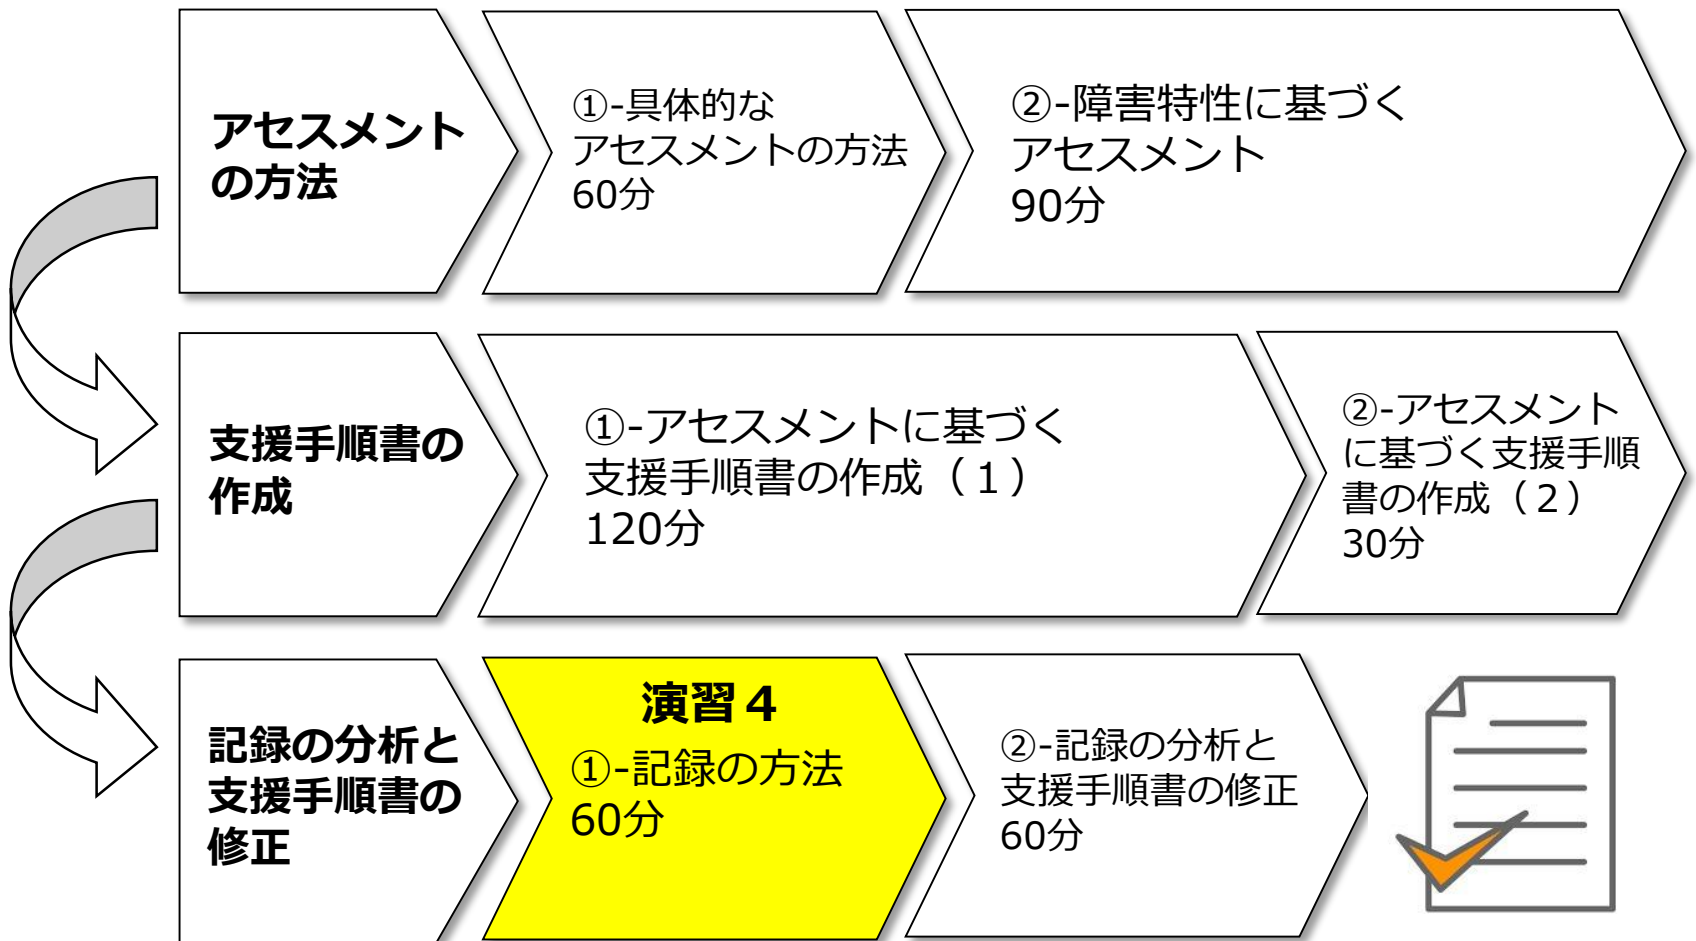 アセスメント
の方法
①-具体的な
アセスメントの方法
60分
②-障害特性に基づく
アセスメント
90分
支援手順書の
作成
①-アセスメントに基づく
支援手順書の作成（１）
120分
②-アセスメント
に基づく支援手順
書の作成（２）
30分
記録の分析と
支援手順書の
修正
演習４
①-記録の方法
60分
②-記録の分析と
支援手順書の修正
60分